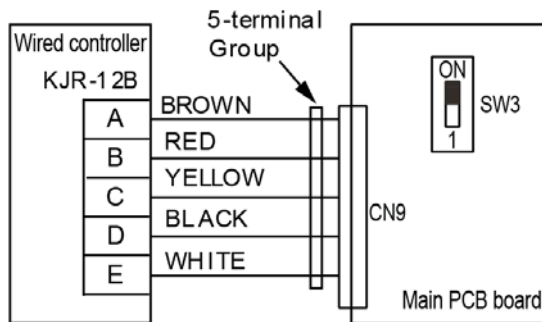 5-terminal
Group
Wired controller
KJR-12B
A
B
C
D
E
BROWN
RED
YELLOW
BLACK
WHITE
CN9
ON
1
SW3
Main PCB board